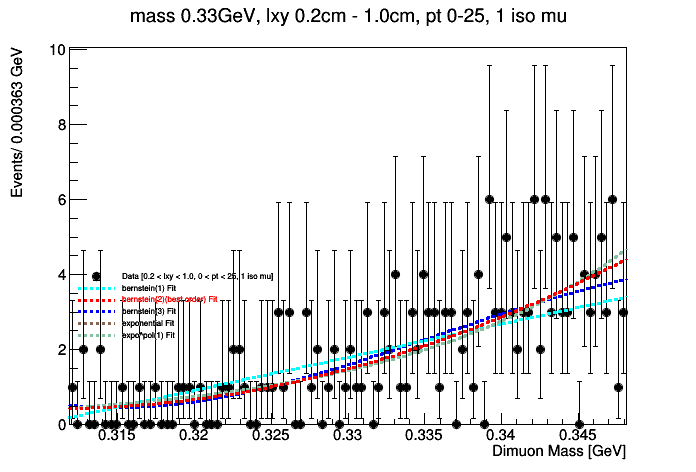 mass 0.33GeV, lxy 0.2cm - 1.0cm, pt 0-25, 1 iso mu
Events/ 0.000363 GeV
10
8
6
4
2
0
Data [0.2 < lxy < 1.0, 0 < pt < 25, 1 iso mu]
bernstein(1) Fit
bernstein(2)(best order) Fit
bernstein(3) Fit
exponential Fit
expo*pol(1) Fit
0.315 0.32 0.325 0.33 0.335 0.34 0.345
Dimuon Mass [GeV]